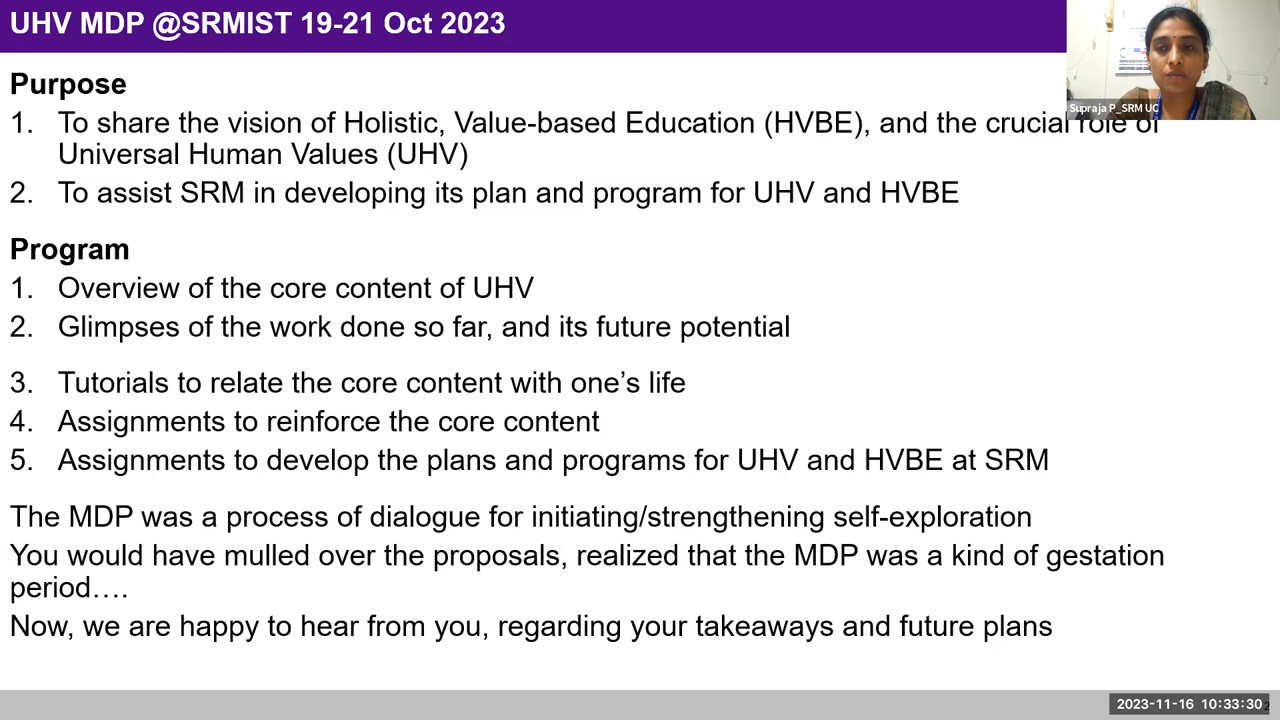 UHV MDP @SRMIST 19-21 Oct 2023
Supraja P_SRM UC
Purpose
1. To share the vision of Holistic, Value-based Education (HVBE), and the crucial role of
Universal Human Values (UHV)
2. To assist SRM in developing its plan and program for UHV and HVBE
Program
1. Overview of the core content of UHV
2. Glimpses of the work done so far, and its future potential
3. Tutorials to relate the core content with one’s life
4. Assignments to reinforce the core content
5. Assignments to develop the plans and programs for UHV and HVBE at SRM
The MDP was a process of dialogue for initiating/strengthening self-exploration
You would have mulled over the proposals, realized that the MDP was a kind of gestation
period….
Now, we are happy to hear from you, regarding your takeaways and future plans
2023-11-16 10:33:30
2